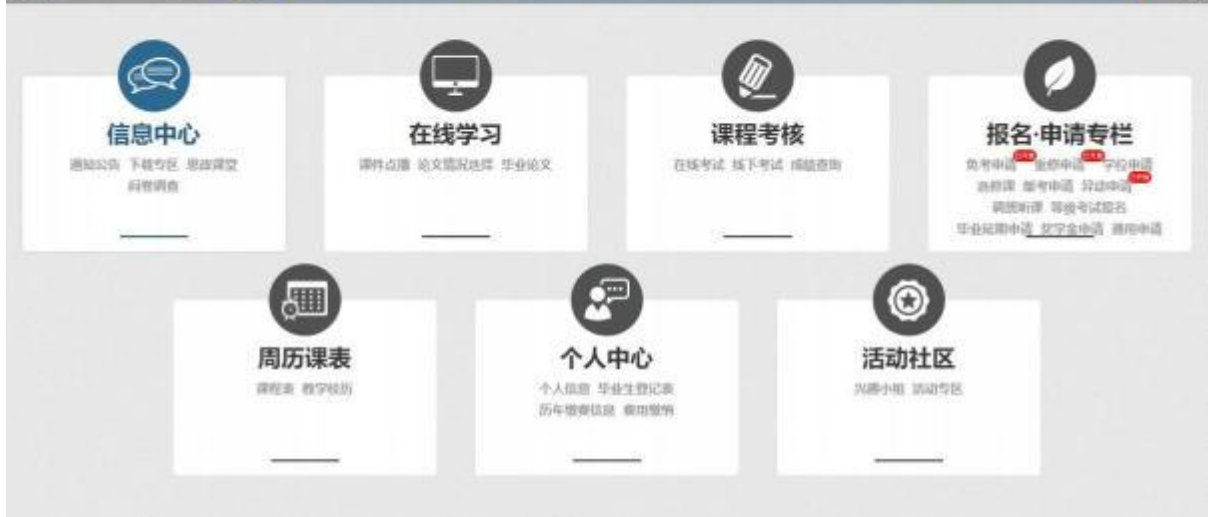 信息中心
通知公告 下载专区 思政课堂
问卷调查
在线学习
课件点播 论文情况选择 毕业论文
课程考核
在线考试 线下考试 成绩查询
报名·申请专栏
免考申请 重修申请 学位申请
选修课 缓考申请 异动申请
跨班听课 等级考试报名
毕业延期申请 奖学金申请 通用申请
周历课表
课程表 教学校历
个人中心
个人信息 毕业生登记表
历年缴费信息 费用缴纳
活动社区
兴趣小组 活动专区